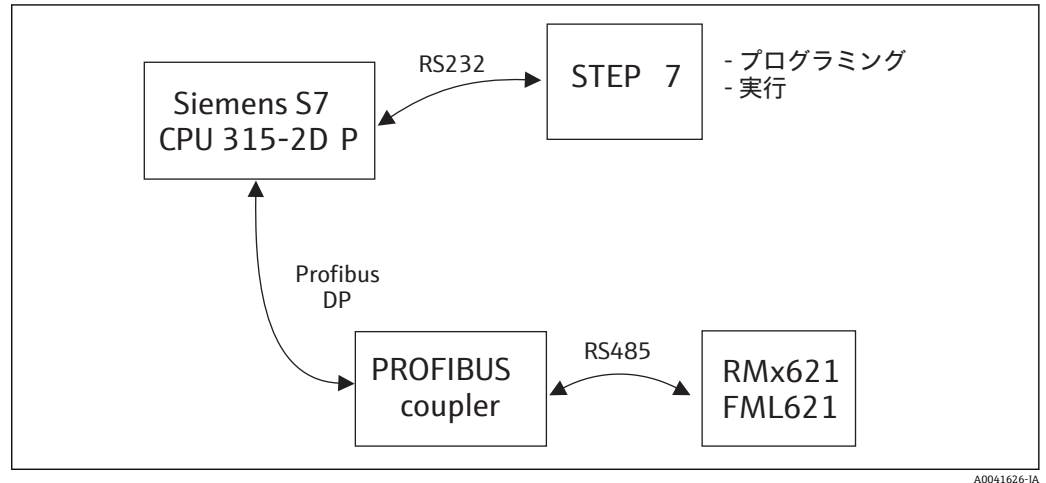 RS232
STEP 7
- プログラミング
- 実行
Siemens S7
CPU 315-2D P
Profibus
DP
PROFIBUS
coupler
RS485
RMx621
FML621
A0041626-JA